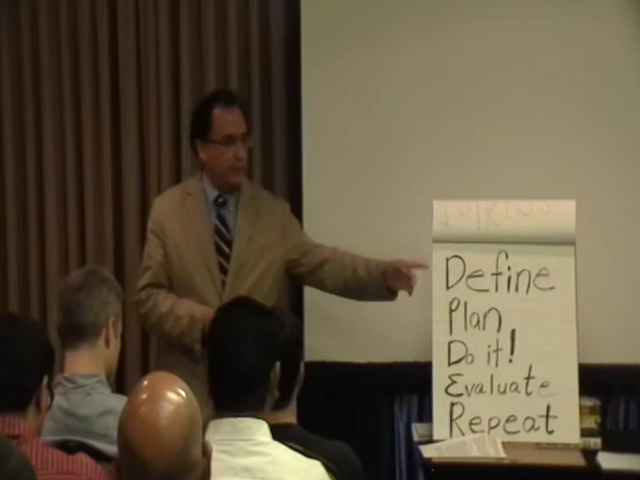 Define
Plan
Do it!
Evaluate
Repeat